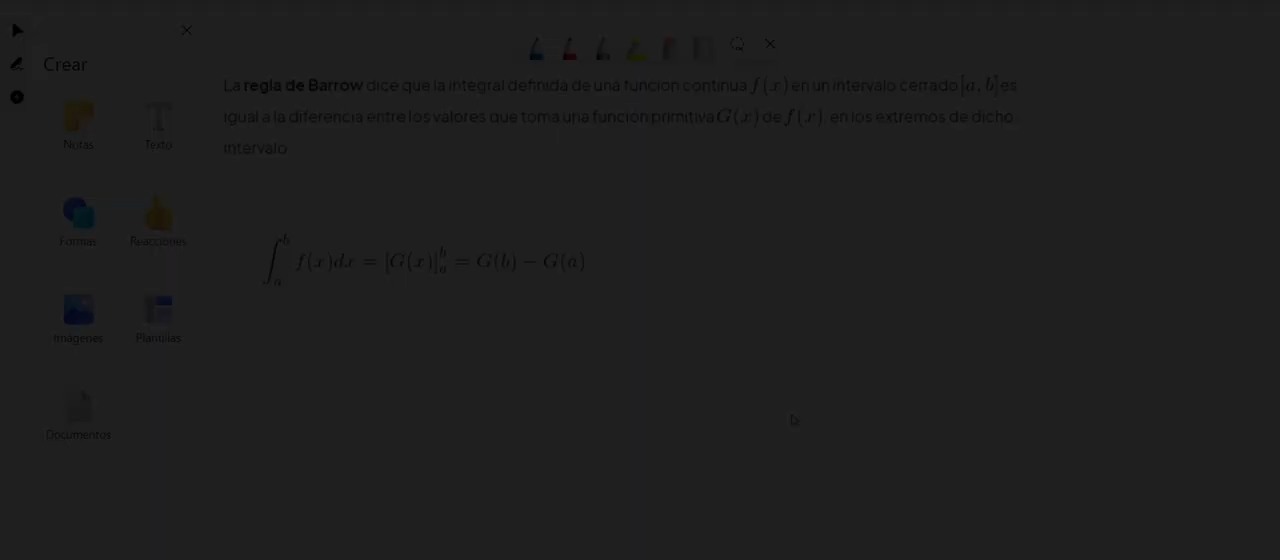 Crear
La regla de Barrow dice que la integral definida de una función continua f(x) en un intervalo cerrado [a, b] es
igual a la diferencia entre los valores que toma una función primitiva G(x) de f(x), en los extremos de dicho
intervalo
Notas Texto
Formas Reacciones
∫_a^b f(x)dx = [G(x)]_a^b = G(b) − G(a)
Imágenes Plantillas
Documentos